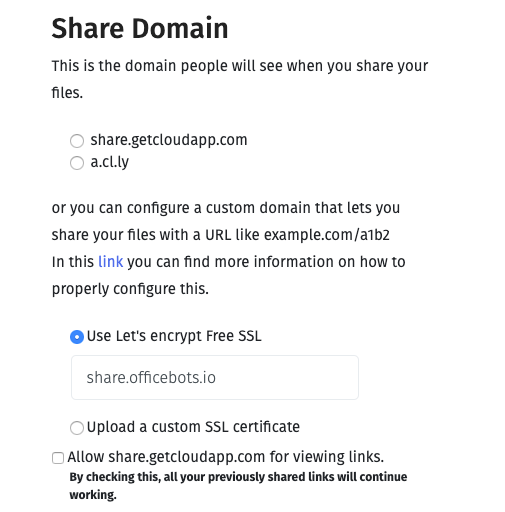 Share Domain
This is the domain people will see when you share your
files.
share.getcloudapp.com
a.cl.ly
or you can configure a custom domain that lets you
share your files with a URL like example.com/a1b2
In this link you can find more information on how to
properly configure this.
Use Let's encrypt Free SSL
share.officebots.io
Upload a custom SSL certificate
Allow share.getcloudapp.com for viewing links.
By checking this, all your previously shared links will continue
working.